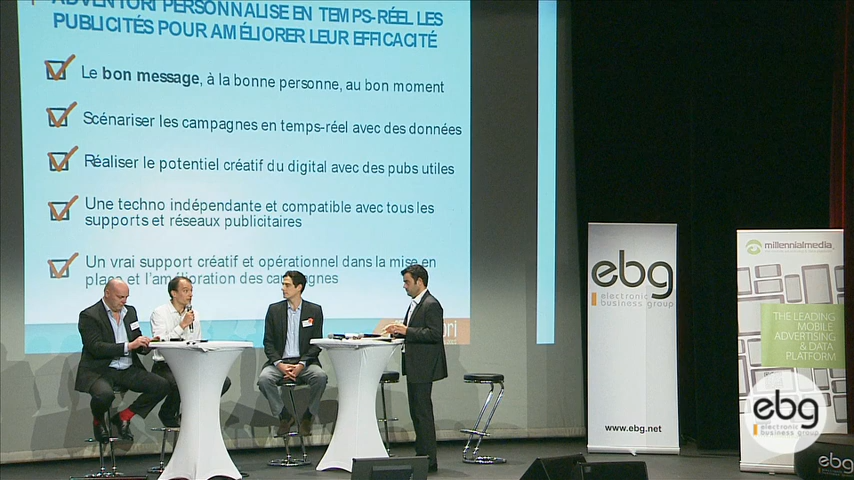 ADVENTORI PERSONNALISE EN TEMPS-RÉEL LES
PUBLICITÉS POUR AMÉLIORER LEUR EFFICACITÉ
Le bon message, à la bonne personne, au bon moment
Scénariser les campagnes en temps-réel avec des données
Réaliser le potentiel créatif du digital avec des pubs utiles
Une techno indépendante et compatible avec tous les
supports et réseaux publicitaires
Un vrai support créatif et opérationnel dans la mise en
place et l'amélioration des campagnes
ebg
electronic
business group
www.ebg.net
millennialmedia
THE LEADING
MOBILE
ADVERTISING
& DATA
PLATFORM
ebg
electronic
business group
ebg